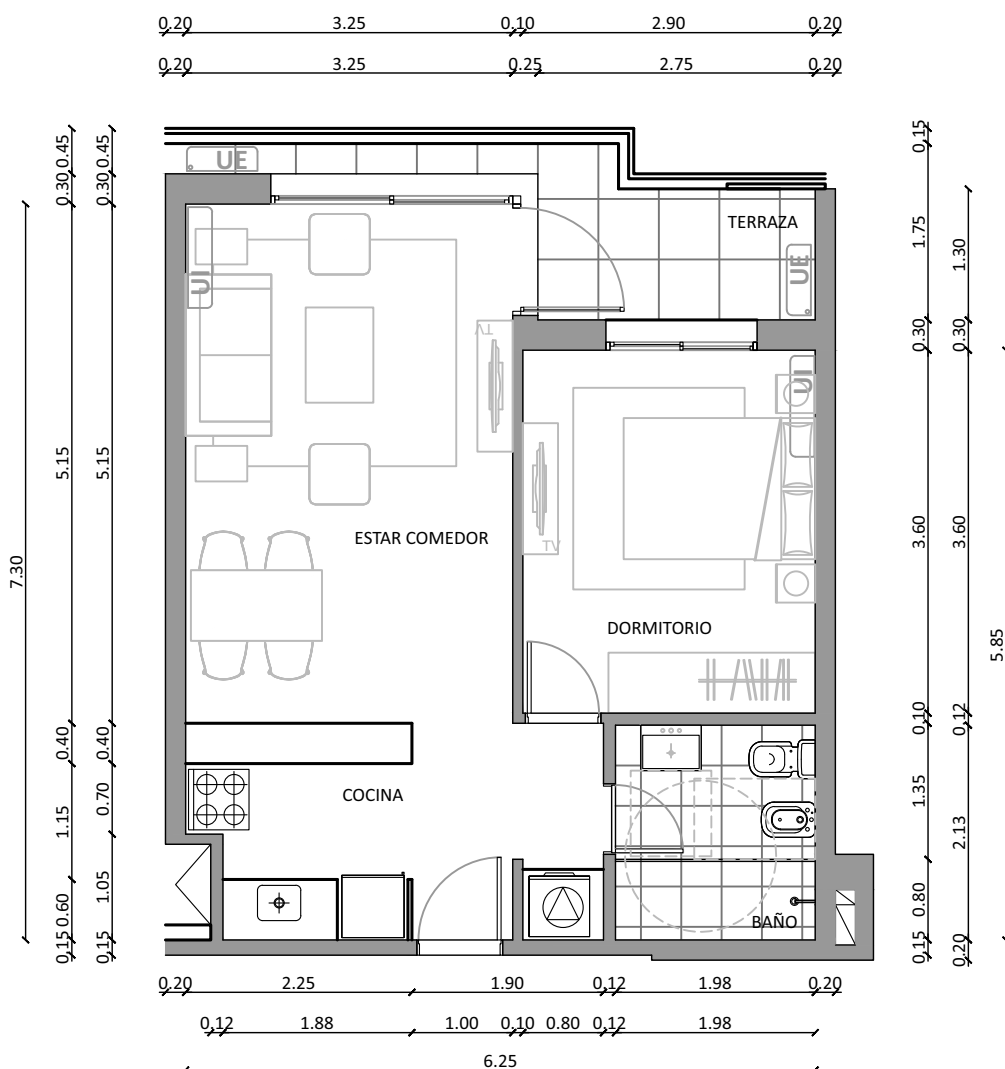 0.20 3.25 0.10 2.90 0.20
0.20 3.25 0.25 2.75 0.20
0.45 0.45 0.15
UE
0.30 0.30
TERRAZA
1.75 1.30
UI UE
TV
0.30 0.30
UI
5.15 5.15
ESTAR COMEDOR
TV
3.60 3.60
7.30
DORMITORIO
5.85
0.10 0.12
0.40 0.40
COCINA
0.70 1.35
1.15 2.13
1.05 0.80
0.60
BAÑO
0.15 0.15 0.15 0.20
0.20 2.25 1.90 0.12 1.98 0.20
0.12 1.88 1.00 0.10 0.80 0.12 1.98
6.25